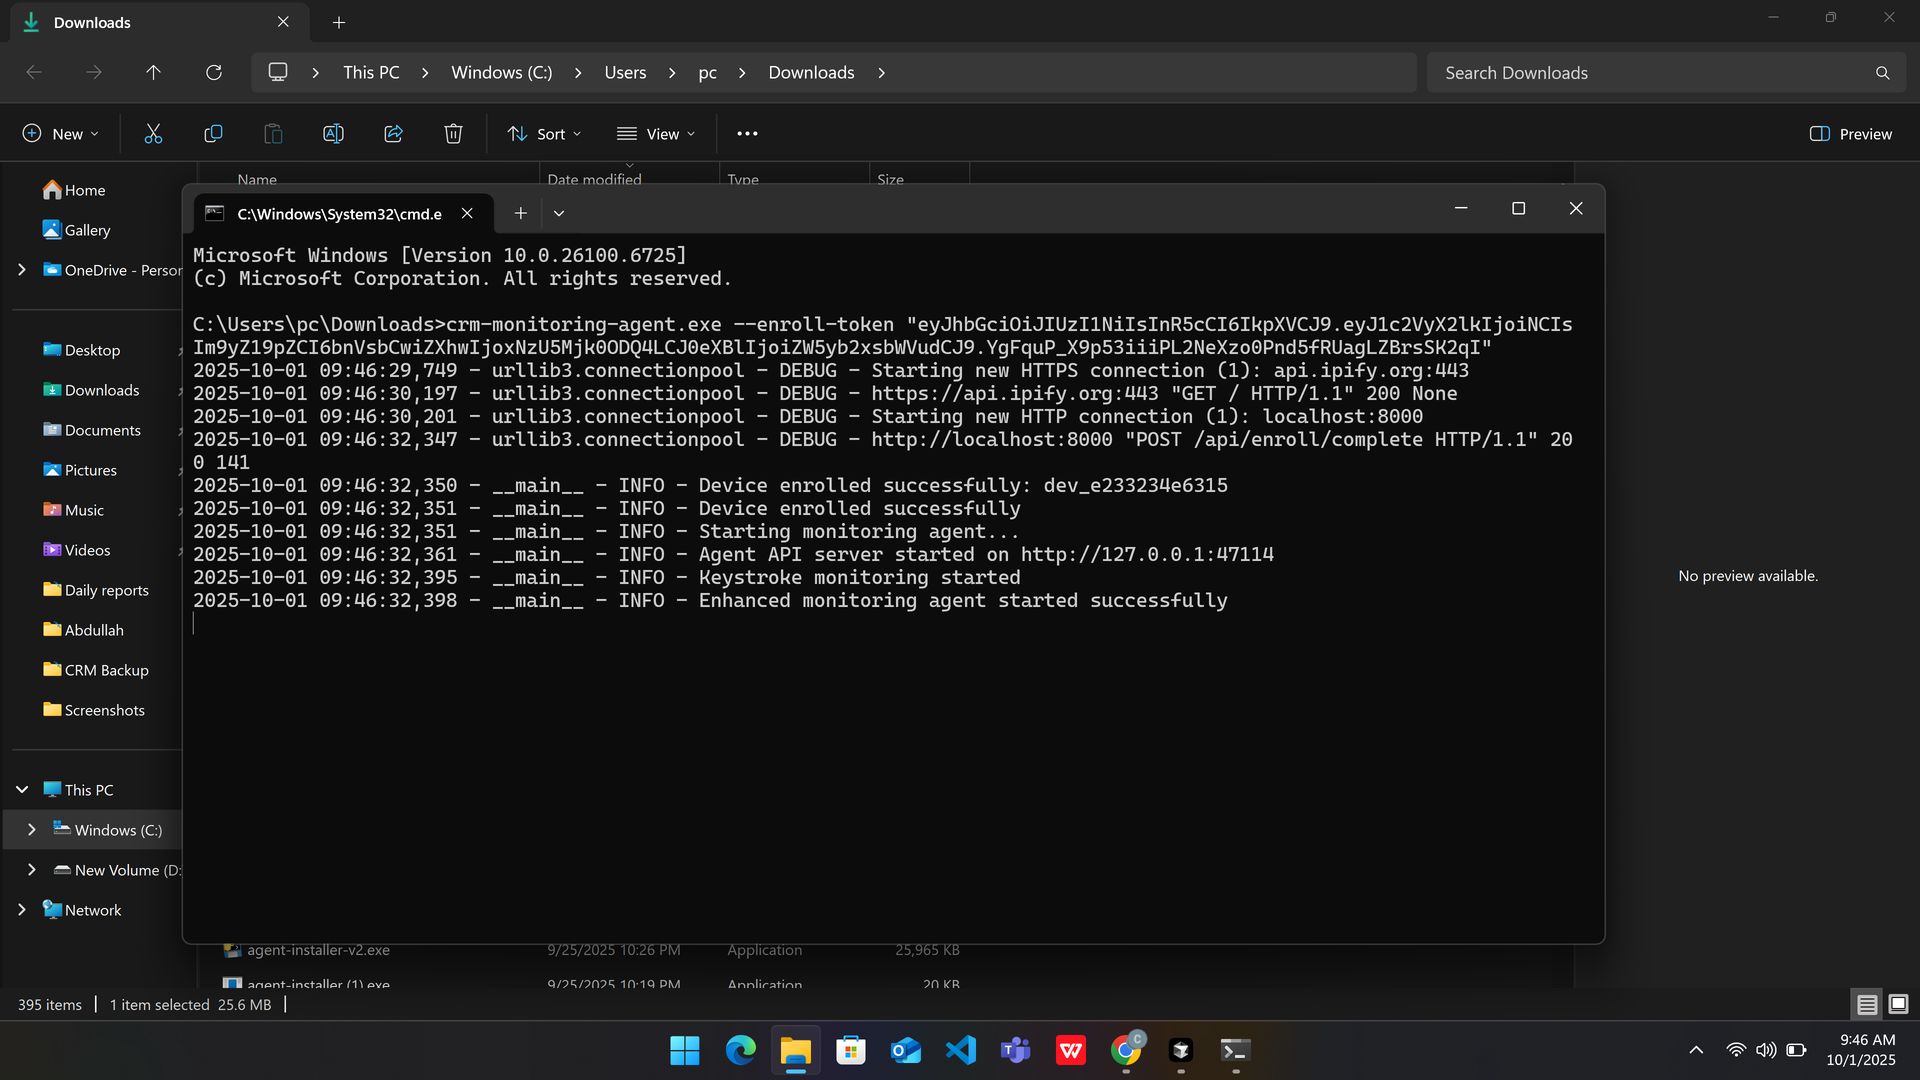 Downloads
This PC
Windows (C:)
Users
pc
Downloads
Search Downloads
New
Sort
View
Preview
Name
Date modified
Type
Size
Home
Gallery
OneDrive - Person
Desktop
Downloads
Documents
Pictures
Music
Videos
Daily reports
Abdullah
CRM Backup
Screenshots
This PC
Windows (C:)
New Volume (D:
Network
C:\Windows\System32\cmd.e
Microsoft Windows [Version 10.0.26100.6725]
(c) Microsoft Corporation. All rights reserved.
C:\Users\pc\Downloads>crm-monitoring-agent.exe --enroll-token "eyJhbGciOiJIUzI1NiIsInR5cCI6IkpXVCJ9.eyJ1c2VyX2lkIjoiNCIs
Im9yZ19pZCI6bnVsbCwiZXhwIjoxNzU5Mjk0ODQ4LCJ0eXBlIjoiZW5yb2xsbWVudCJ9.YgFquP_X9p53iiiPL2NeXzo0Pnd5fRUagLZBrsSK2qI"
2025-10-01 09:46:29,749 - urllib3.connectionpool - DEBUG - Starting new HTTPS connection (1): api.ipify.org:443
2025-10-01 09:46:30,197 - urllib3.connectionpool - DEBUG - https://api.ipify.org:443 "GET / HTTP/1.1" 200 None
2025-10-01 09:46:30,201 - urllib3.connectionpool - DEBUG - Starting new HTTP connection (1): localhost:8000
2025-10-01 09:46:32,347 - urllib3.connectionpool - DEBUG - http://localhost:8000 "POST /api/enroll/complete HTTP/1.1" 20
0 141
2025-10-01 09:46:32,350 - __main__ - INFO - Device enrolled successfully: dev_e233234e6315
2025-10-01 09:46:32,351 - __main__ - INFO - Device enrolled successfully
2025-10-01 09:46:32,351 - __main__ - INFO - Starting monitoring agent...
2025-10-01 09:46:32,361 - __main__ - INFO - Agent API server started on http://127.0.0.1:47114
2025-10-01 09:46:32,395 - __main__ - INFO - Keystroke monitoring started
2025-10-01 09:46:32,398 - __main__ - INFO - Enhanced monitoring agent started successfully
No preview available.
agent-installer-v2.exe 9/25/2025 10:26 PM Application 25,965 KB
agent-installer (1).exe 9/25/2025 10:19 PM Application 20 KB
395 items 1 item selected 25.6 MB
9:46 AM
10/1/2025